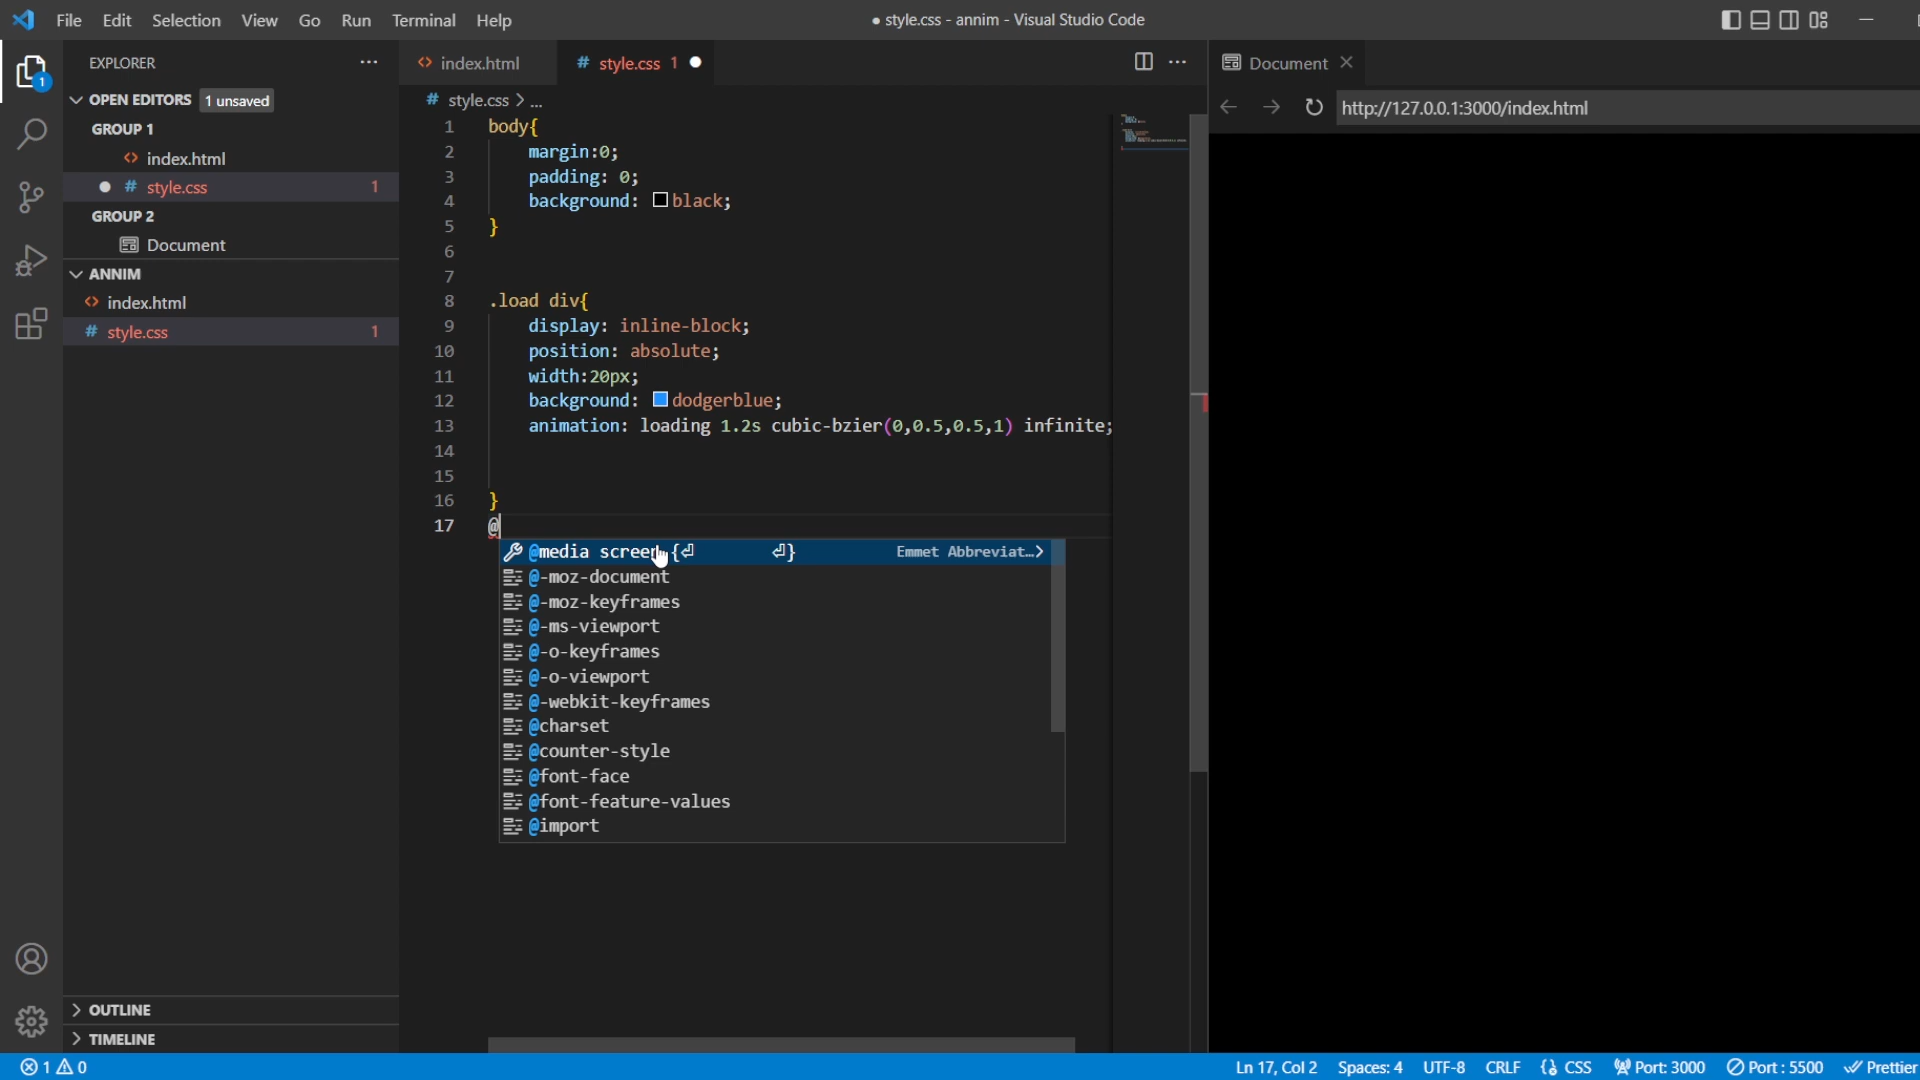 File Edit Selection View Go Run Terminal Help
● style.css - annim - Visual Studio Code
EXPLORER
OPEN EDITORS 1 unsaved
GROUP 1
<> index.html
● # style.css 1
GROUP 2
Document
ANNIM
<> index.html
# style.css 1
OUTLINE
TIMELINE
1
<> index.html
# style.css 1 ●
# style.css > ...
1 body{
2 margin:0;
3 padding: 0;
4 background: black;
5 }
6
7
8 .load div{
9 display: inline-block;
10 position: absolute;
11 width:20px;
12 background: dodgerblue;
13 animation: loading 1.2s cubic-bzier(0,0.5,0.5,1) infinite;
14
15
16 }
17 @
@media screen {⏎ ⏎} Emmet Abbreviat...>
@-moz-document
@-moz-keyframes
@-ms-viewport
@-o-keyframes
@-o-viewport
@-webkit-keyframes
@charset
@counter-style
@font-face
@font-feature-values
@import
Document
http://127.0.0.1:3000/index.html
1 0
Ln 17, Col 2 Spaces: 4 UTF-8 CRLF {} CSS Port: 3000 Port : 5500 Prettier